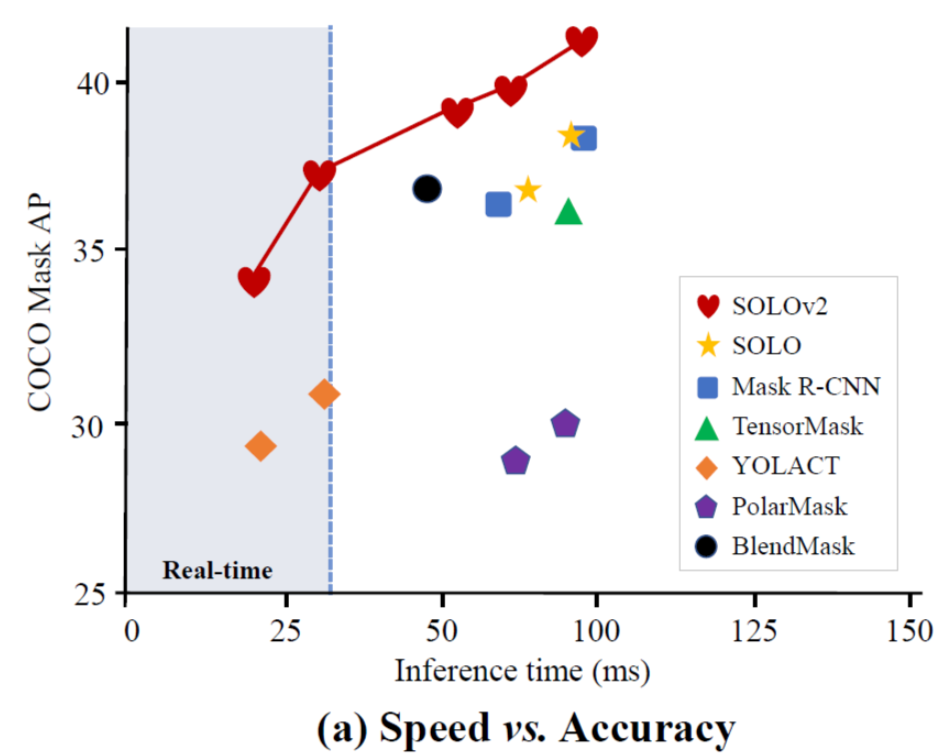 40
35
30
25
COCO Mask AP
Real-time
0 25 50 100 125 150
Inference time (ms)
SOLOv2
SOLO
Mask R-CNN
TensorMask
YOLACT
PolarMask
BlendMask
(a) Speed vs. Accuracy